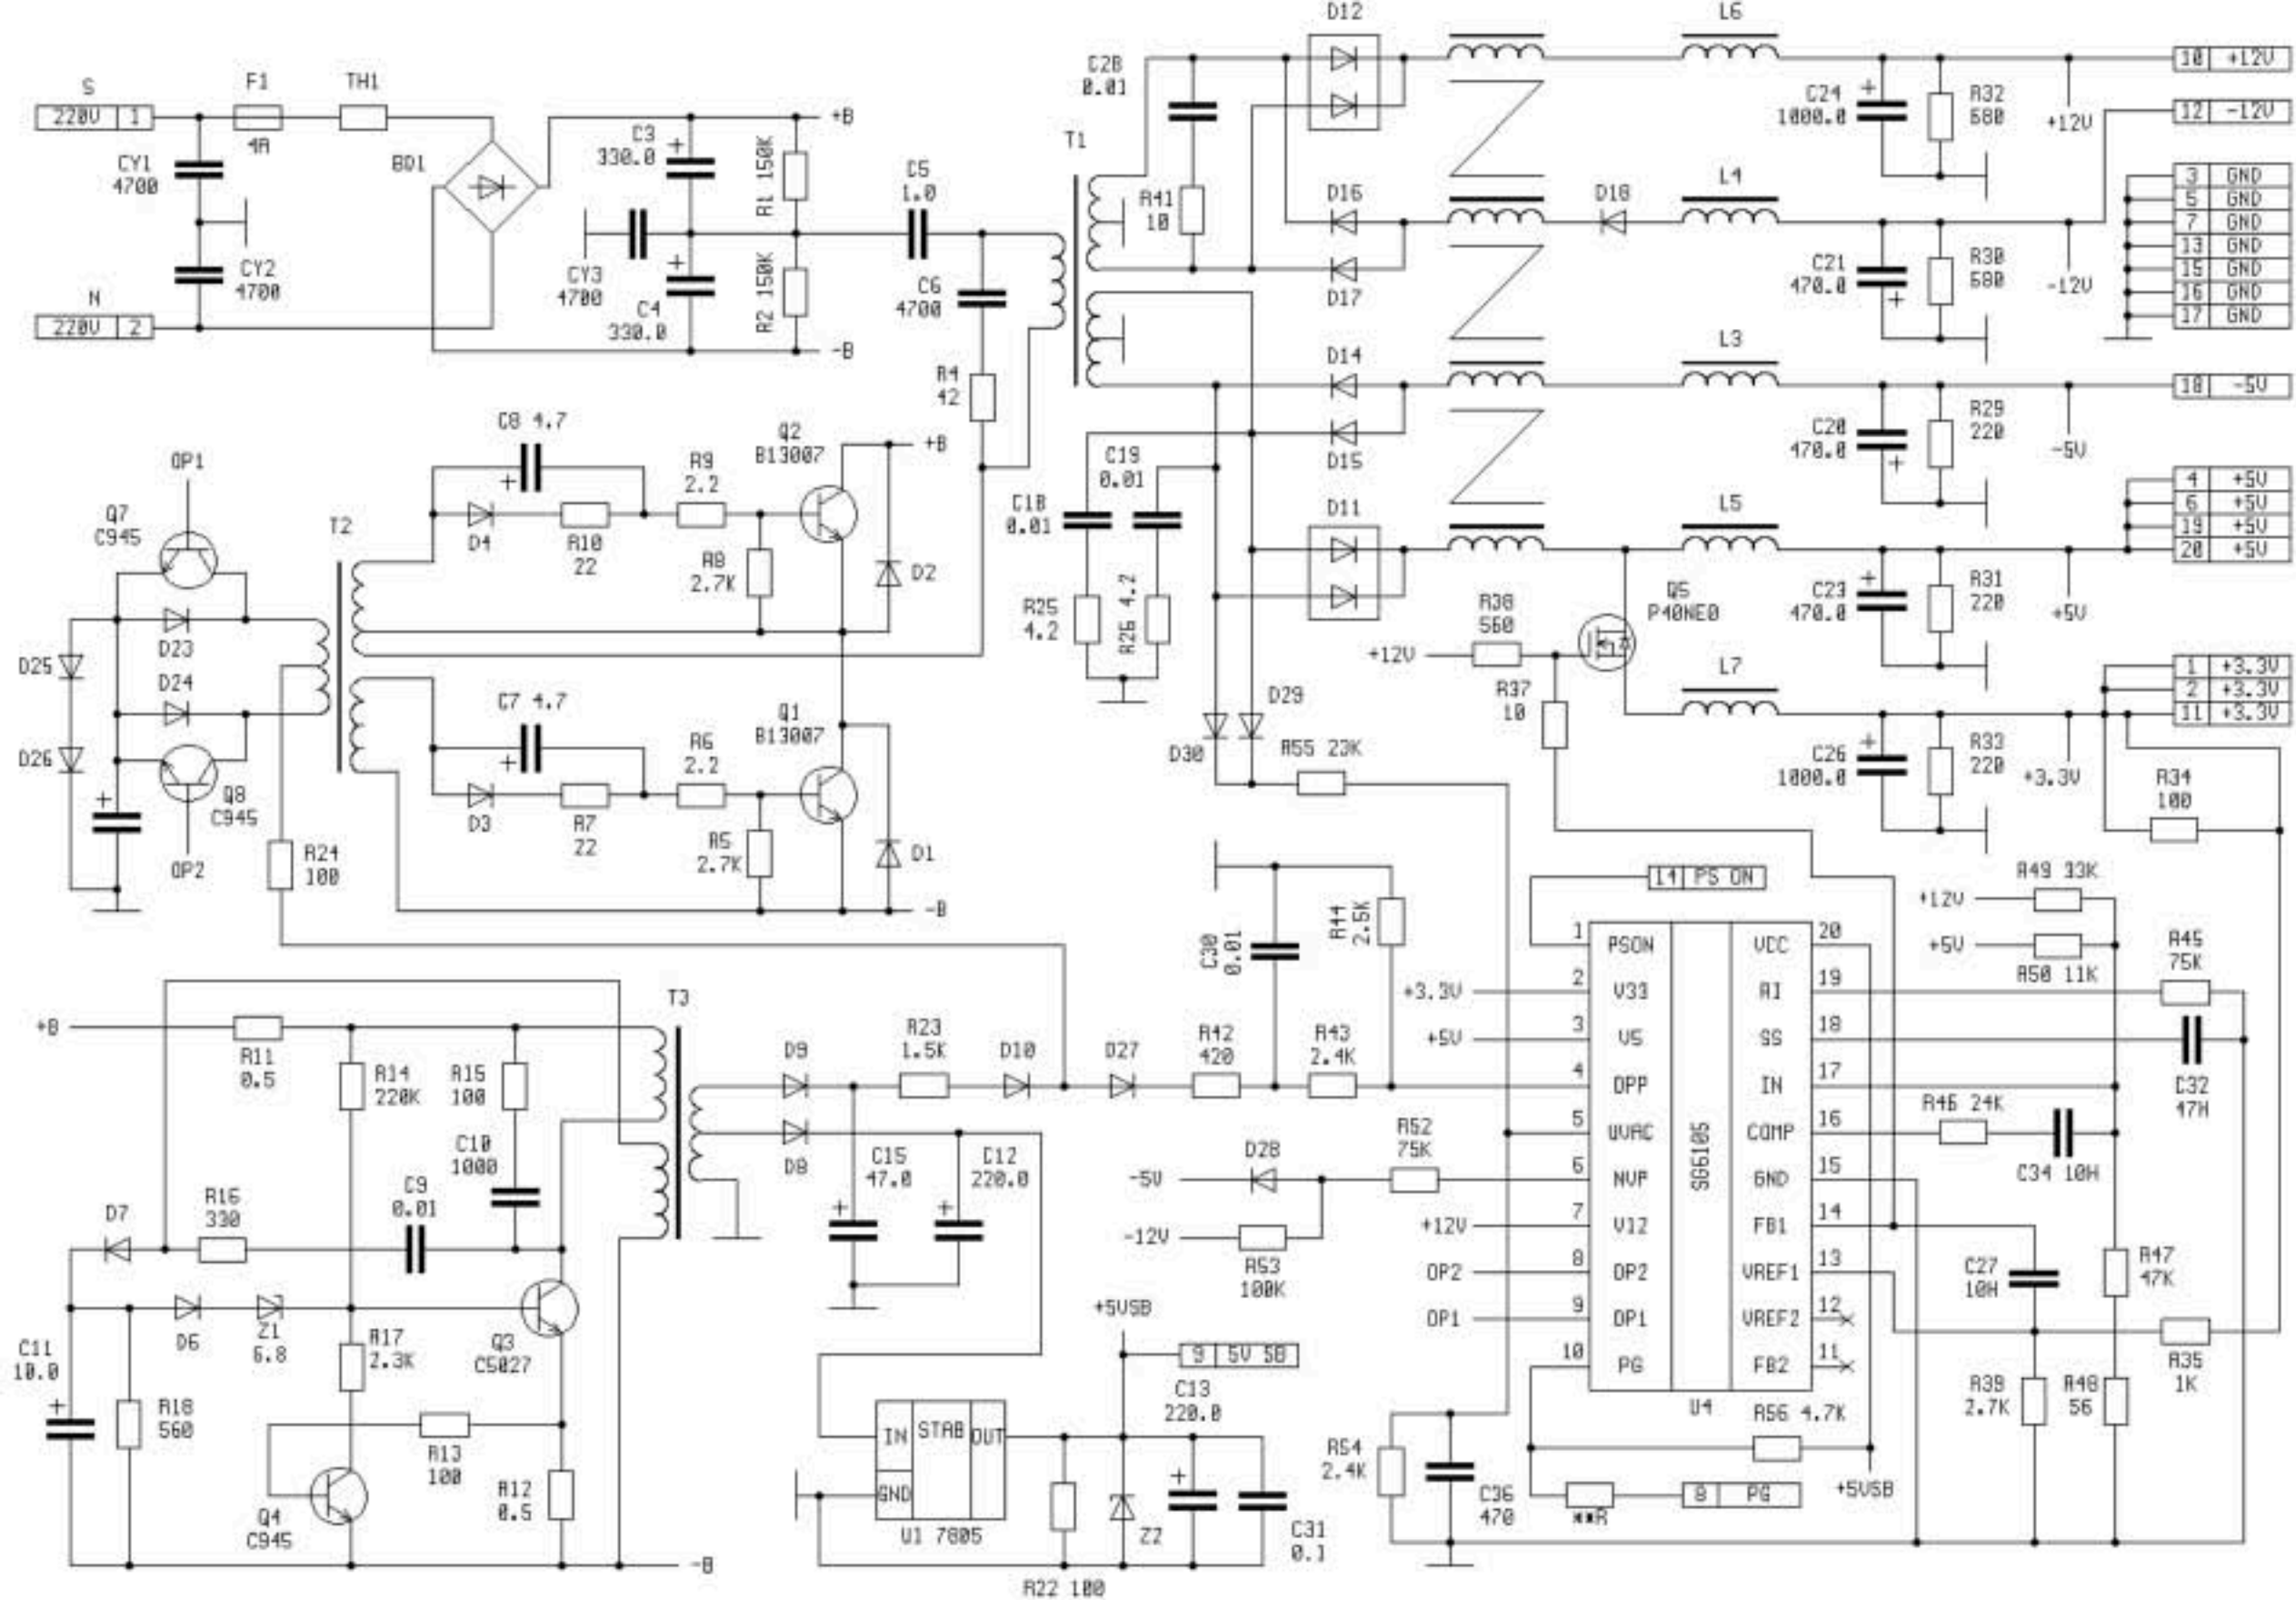 S
220V 1
F1
4A
TH1
CY1
4700
CY2
4700
N
220V 2
BD1
C3
330.0
+B
R1 150K
R2 150K
CY3
4700
C4
330.0
-B
C5
1.0
C6
4700
R4
42
T1
C28
0.01
R41
10
D12
L6
D16
D17
D18
L4
D14
D15
L3
C24
1000.0
R32
680
+12V
C21
470.0
R30
680
-12V
C20
470.0
R29
220
-5V
10 +12V
12 -12V
3 GND
5 GND
7 GND
13 GND
15 GND
16 GND
17 GND
18 -5V
4 +5V
6 +5V
19 +5V
20 +5V
1 +3.3V
2 +3.3V
11 +3.3V
OP1
Q7
C945
D23
D24
D25
D26
Q8
C945
OP2
T2
R24
100
C8 4.7
D4
R10
22
R9
2.2
R8
2.7K
Q2
B13007
+B
D2
C7 4.7
D3
R7
22
R6
2.2
R5
2.7K
Q1
B13007
D1
-B
C18
0.01
C19
0.01
R25
4.2
R26 4.2
D11
L5
R38
560
+12V
R37
10
Q5
P40NE0
L7
C23
470.0
R31
220
+5V
C26
1000.0
R33
220
+3.3V
R34
100
D30
D29
R55 23K
+B
R11
0.5
R14
220K
R15
100
C10
1000
C9
0.01
R16
330
D7
D6
Z1
6.8
R17
2.3K
C11
10.0
R18
560
Q3
C5027
R13
100
R12
0.5
Q4
C945
-B
T3
D9
D8
R23
1.5K
D10
D27
R42
420
R43
2.4K
C30
0.01
R44
2.5K
C15
47.0
C12
220.0
IN STAB OUT
GND
U1 7805
+5VSB
9 5V SB
C13
220.0
R22 100
Z2
C31
0.1
14 PS ON
+3.3V
+5V
-5V
D28
R52
75K
-12V
R53
100K
+12V
OP2
OP1
1 PSON
2 V33
3 V5
4 OPP
5 UVAC
6 NVP
7 V12
8 OP2
9 OP1
10 PG
SG6105
VCC 20
RI 19
SS 18
IN 17
COMP 16
GND 15
FB1 14
VREF1 13
VREF2 12
FB2 11
U4
R49 33K
+12V
+5V
R50 11K
R45
75K
C32
47H
R46 24K
C34 10H
C27
10H
R47
47K
R35
1K
R39
2.7K
R48
56
R56 4.7K
+5VSB
**R
8 PG
R54
2.4K
C36
470